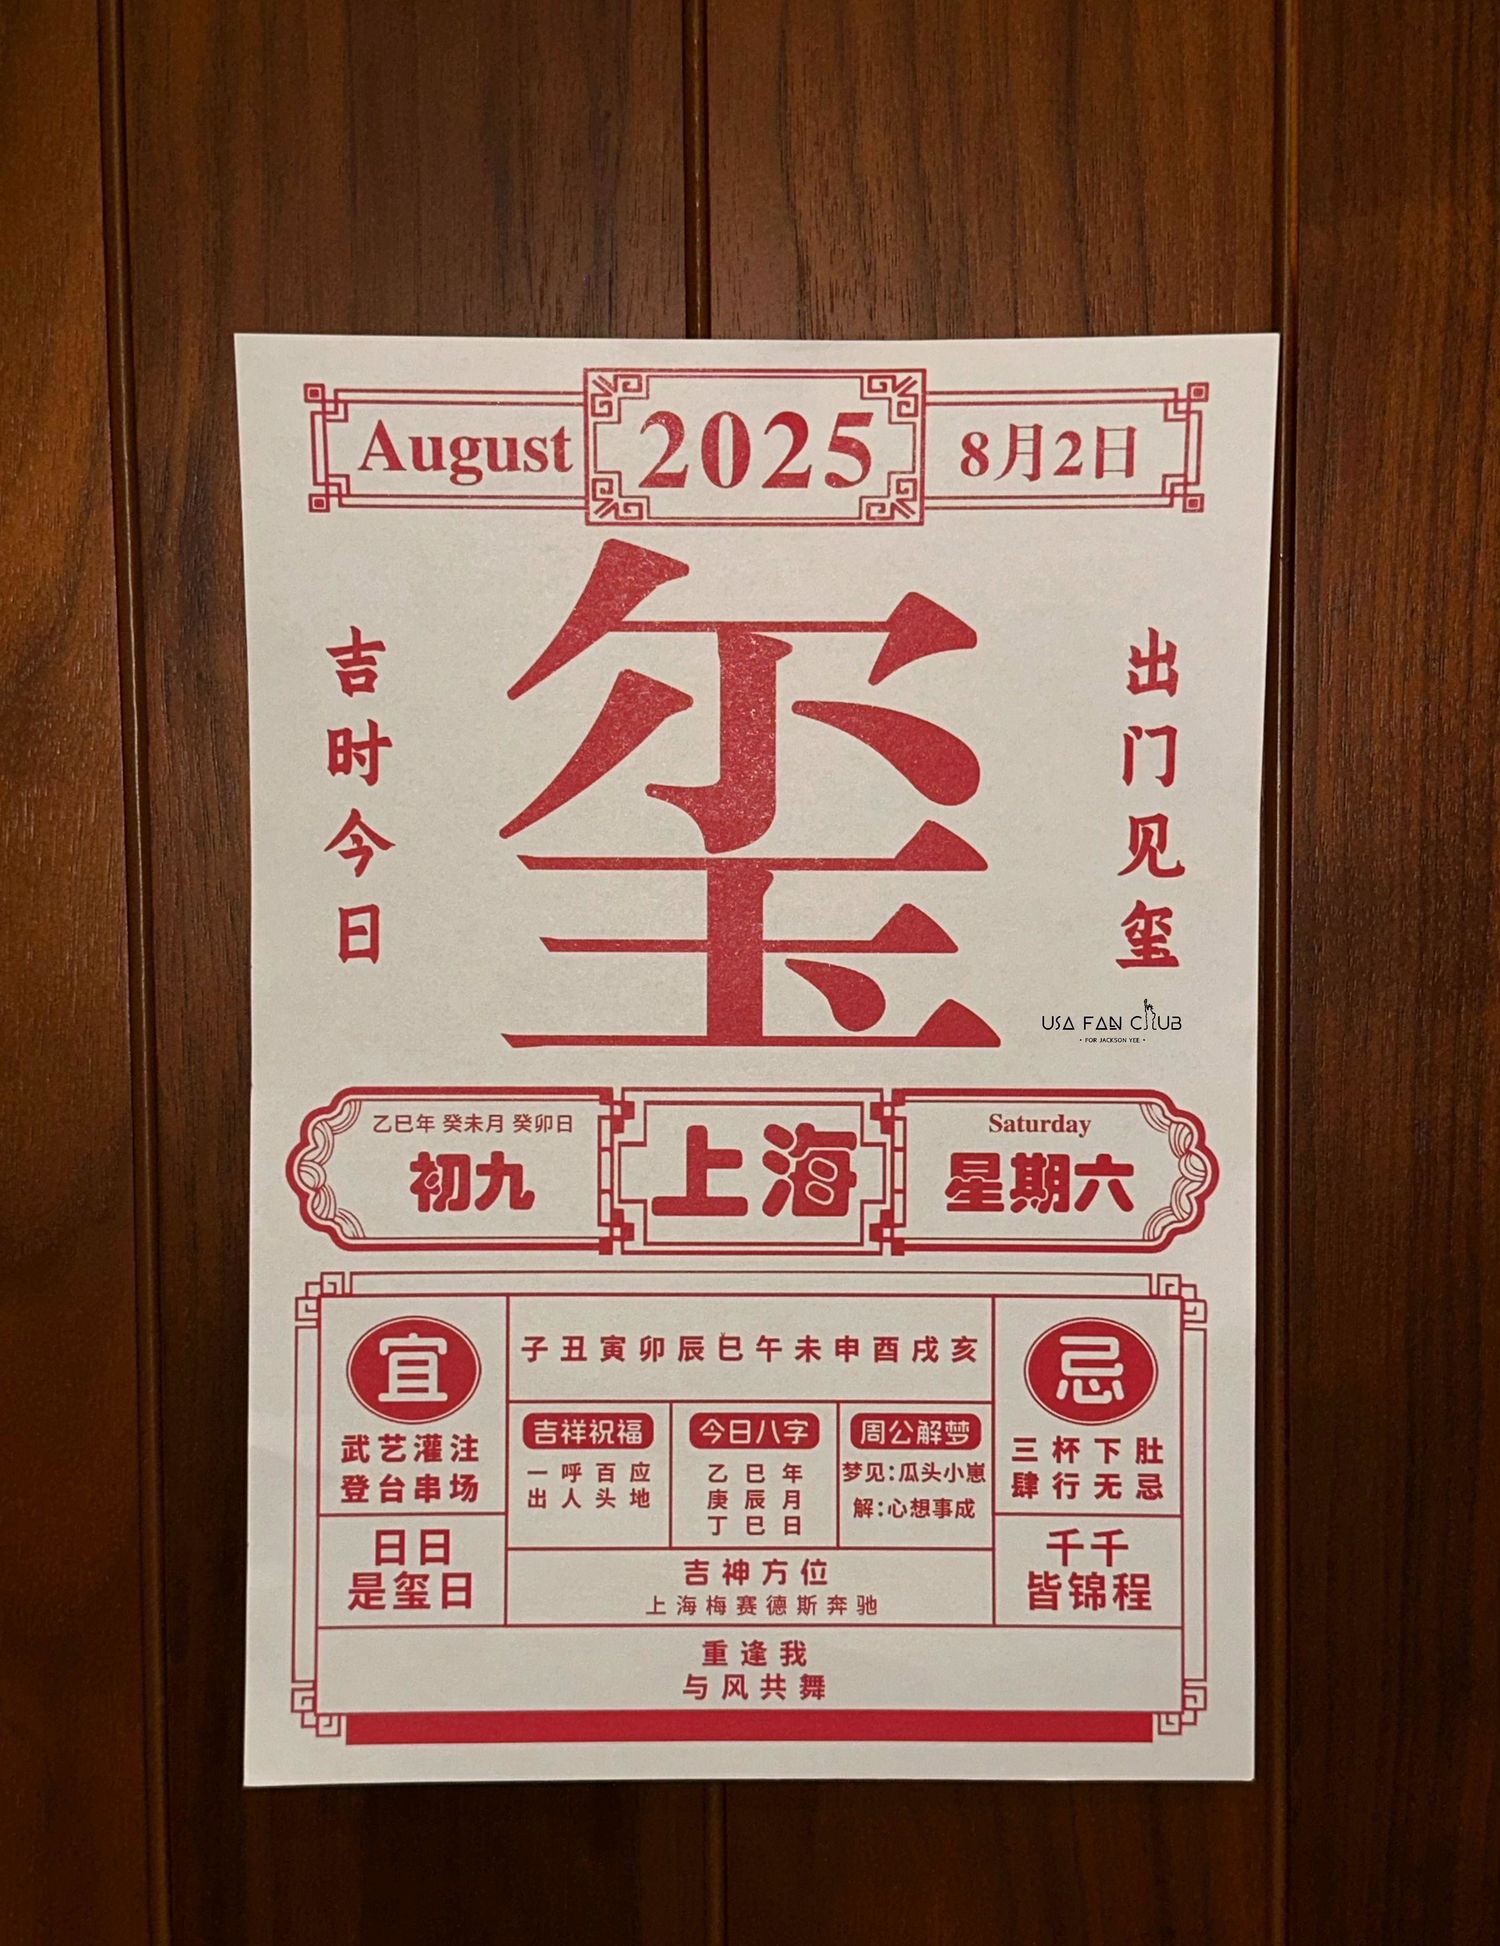 August
2025
8月2日
玺
吉时今日
出门见玺
USA FAN CLUB
• FOR JACKSON YEE •
乙巳年 癸未月 癸卯日
初九
上海
Saturday
星期六
宜
武艺灌注
登台串场
日日
是玺日
子丑寅卯辰巳午未申酉戌亥
吉祥祝福
一呼百应
出人头地
今日八字
乙巳年
庚辰月
丁巳日
周公解梦
梦见:瓜头小崽
解:心想事成
吉神方位
上海梅赛德斯奔驰
忌
三杯下肚
肆行无忌
千千
皆锦程
重逢我
与风共舞